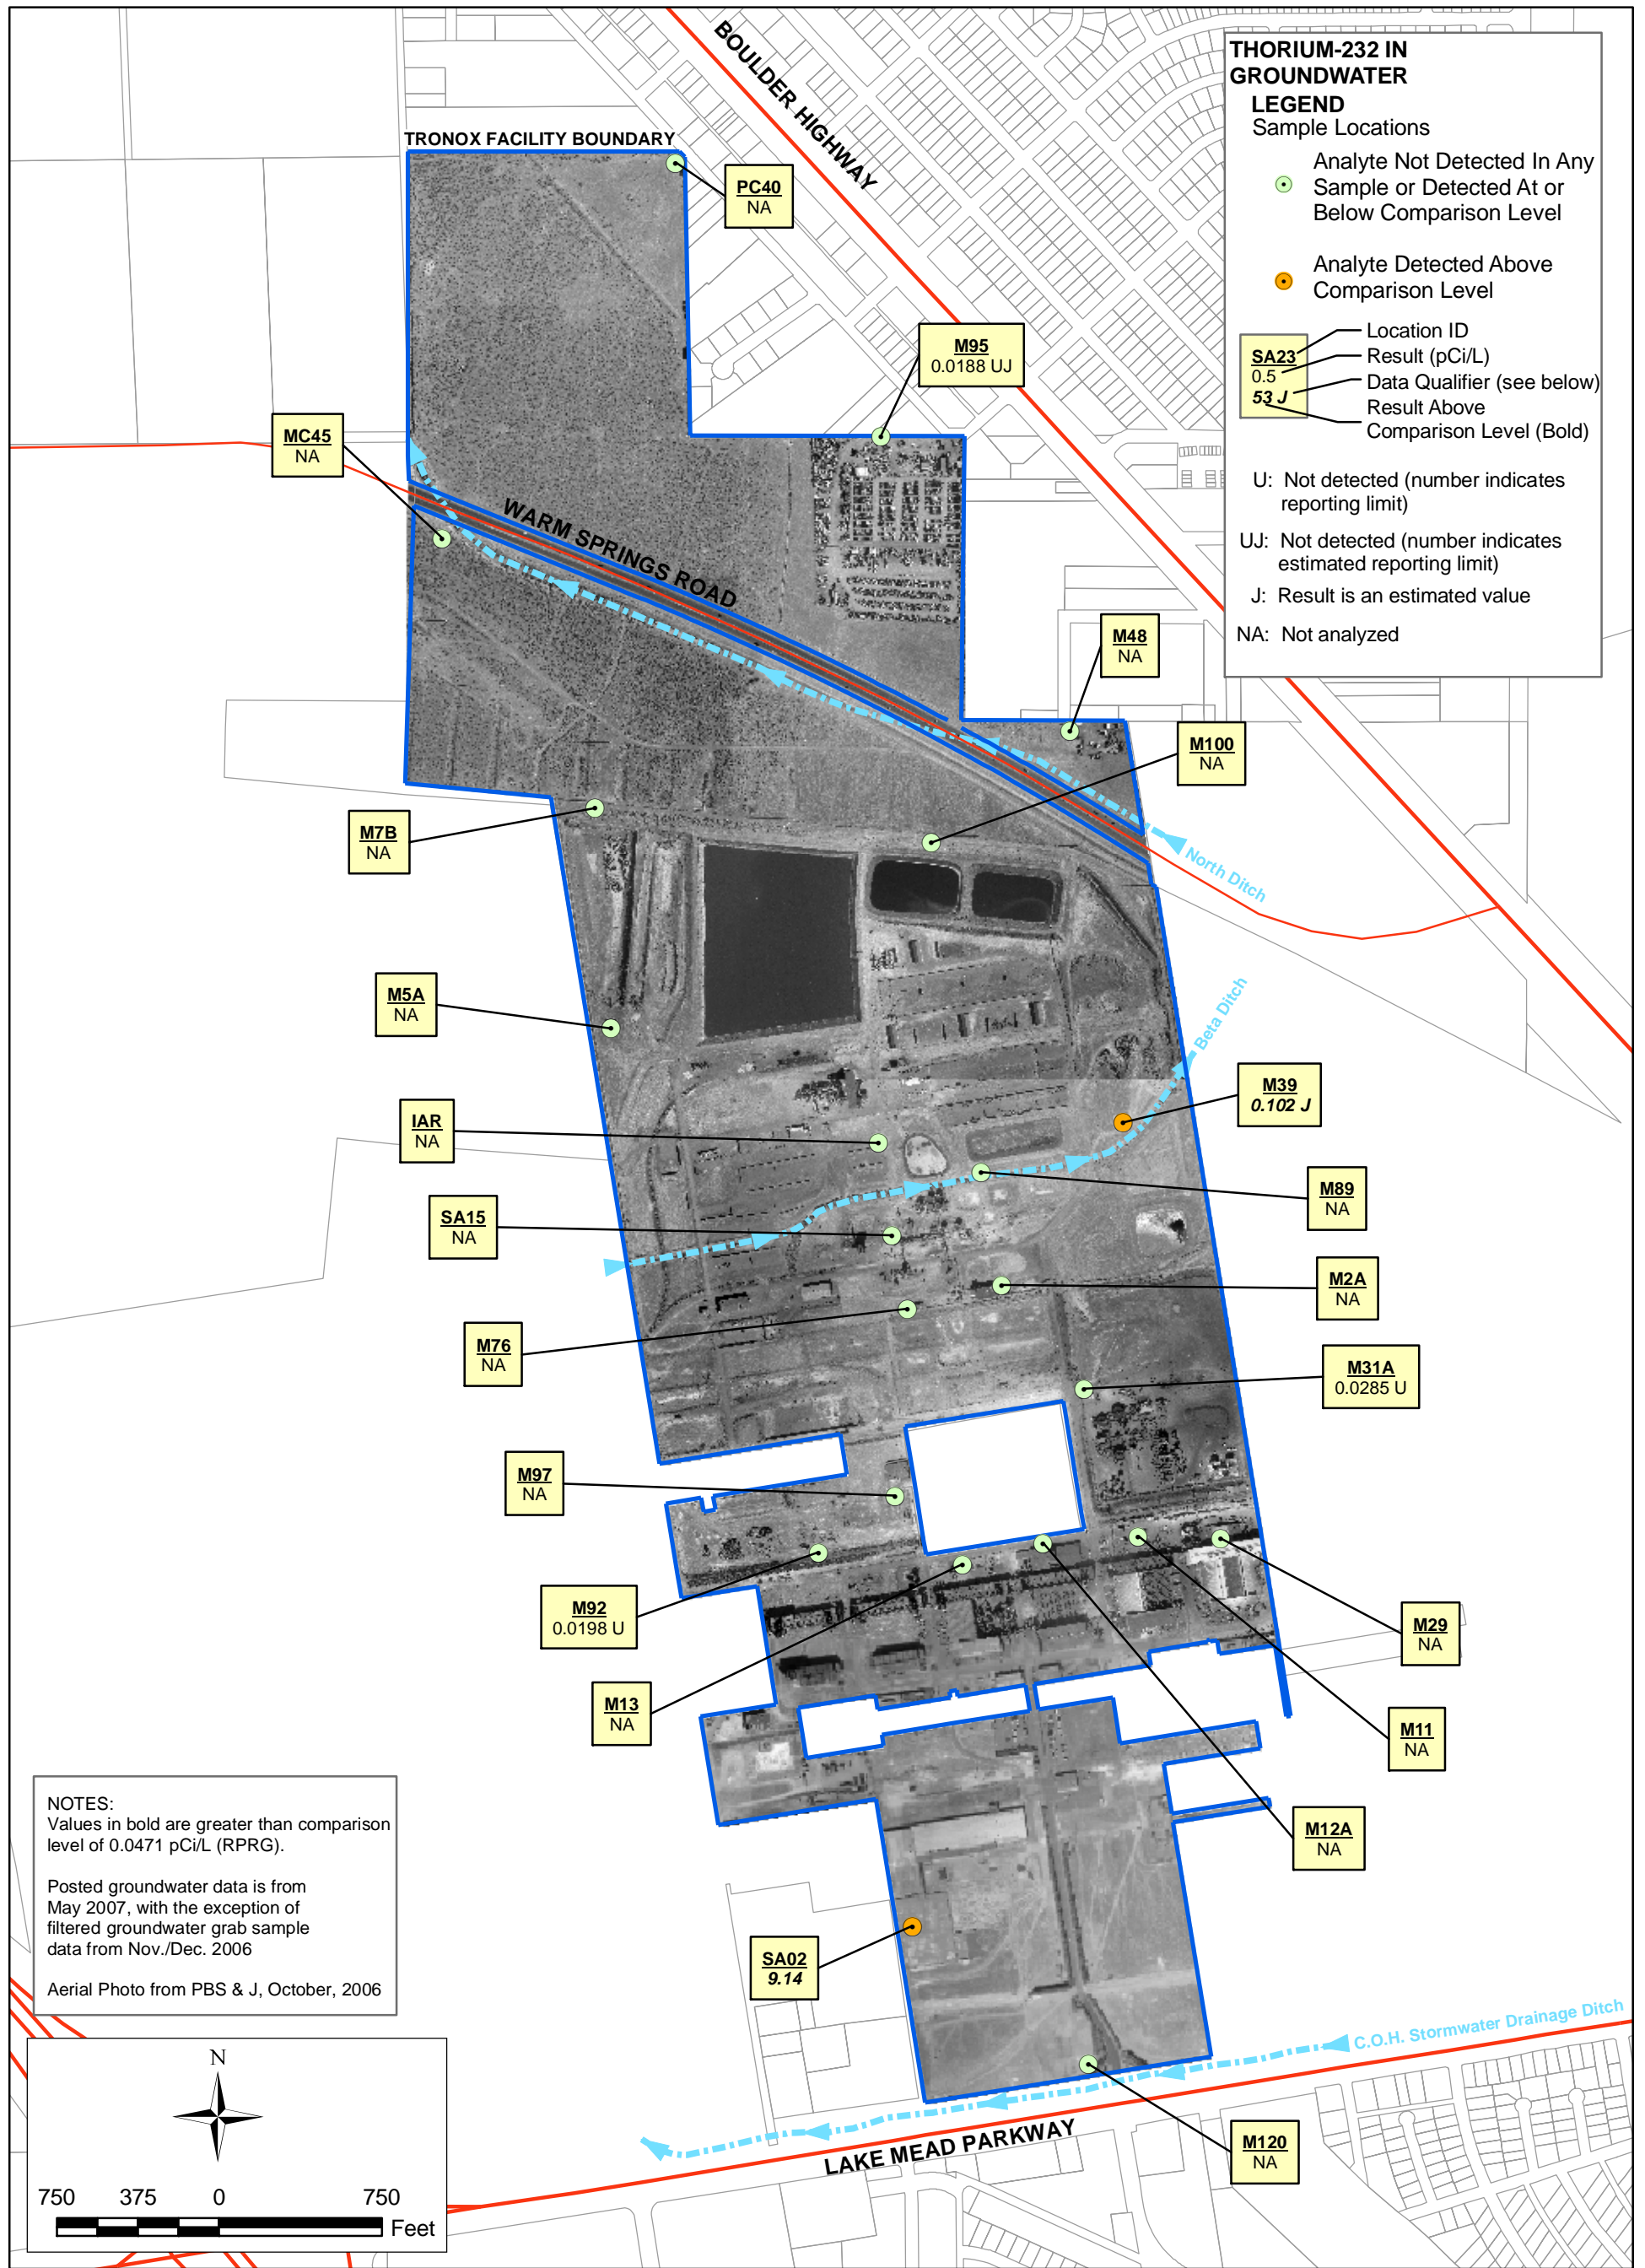 BOULDER HIGHWAY
THORIUM-232 IN
GROUNDWATER
LEGEND
Sample Locations
Analyte Not Detected In Any
Sample or Detected At or
Below Comparison Level
Analyte Detected Above
Comparison Level
SA23
0.5
53 J
Location ID
Result (pCi/L)
Data Qualifier (see below)
Result Above
Comparison Level (Bold)
U: Not detected (number indicates
reporting limit)
UJ: Not detected (number indicates
estimated reporting limit)
J: Result is an estimated value
NA: Not analyzed
TRONOX FACILITY BOUNDARY
PC40
NA
M95
0.0188 UJ
MC45
NA
WARM SPRINGS ROAD
M48
NA
M100
NA
M7B
NA
North Ditch
M5A
NA
Beta Ditch
M39
0.102 J
IAR
NA
M89
NA
SA15
NA
M2A
NA
M76
NA
M31A
0.0285 U
M97
NA
M92
0.0198 U
M29
NA
M13
NA
M11
NA
M12A
NA
NOTES:
Values in bold are greater than comparison
level of 0.0471 pCi/L (RPRG).
Posted groundwater data is from
May 2007, with the exception of
filtered groundwater grab sample
data from Nov./Dec. 2006
Aerial Photo from PBS & J, October, 2006
SA02
9.14
C.O.H. Stormwater Drainage Ditch
LAKE MEAD PARKWAY
M120
NA
N
750 375 0 750
Feet